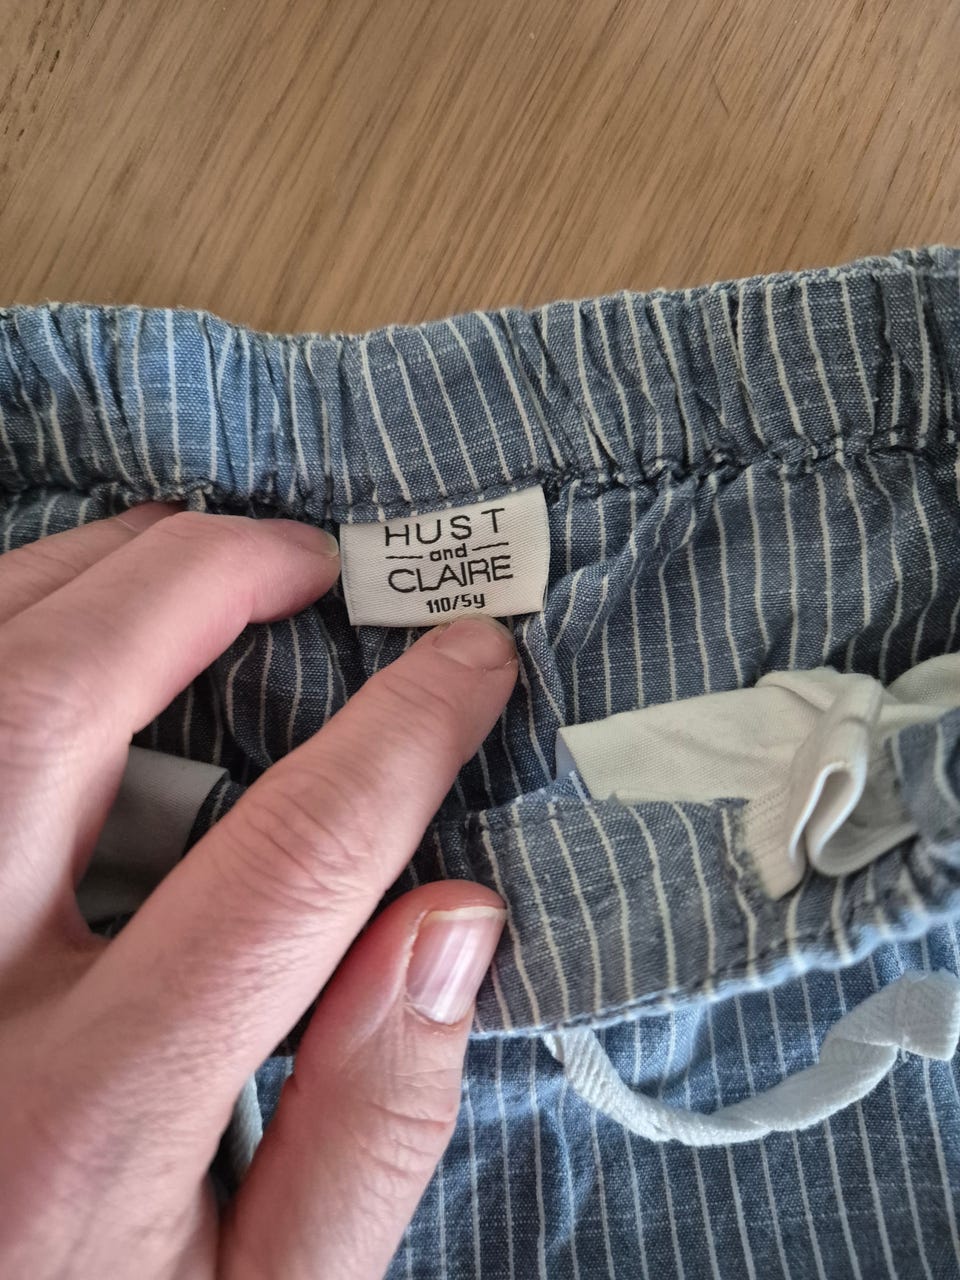 HUST
and
CLAIRE
110/5y